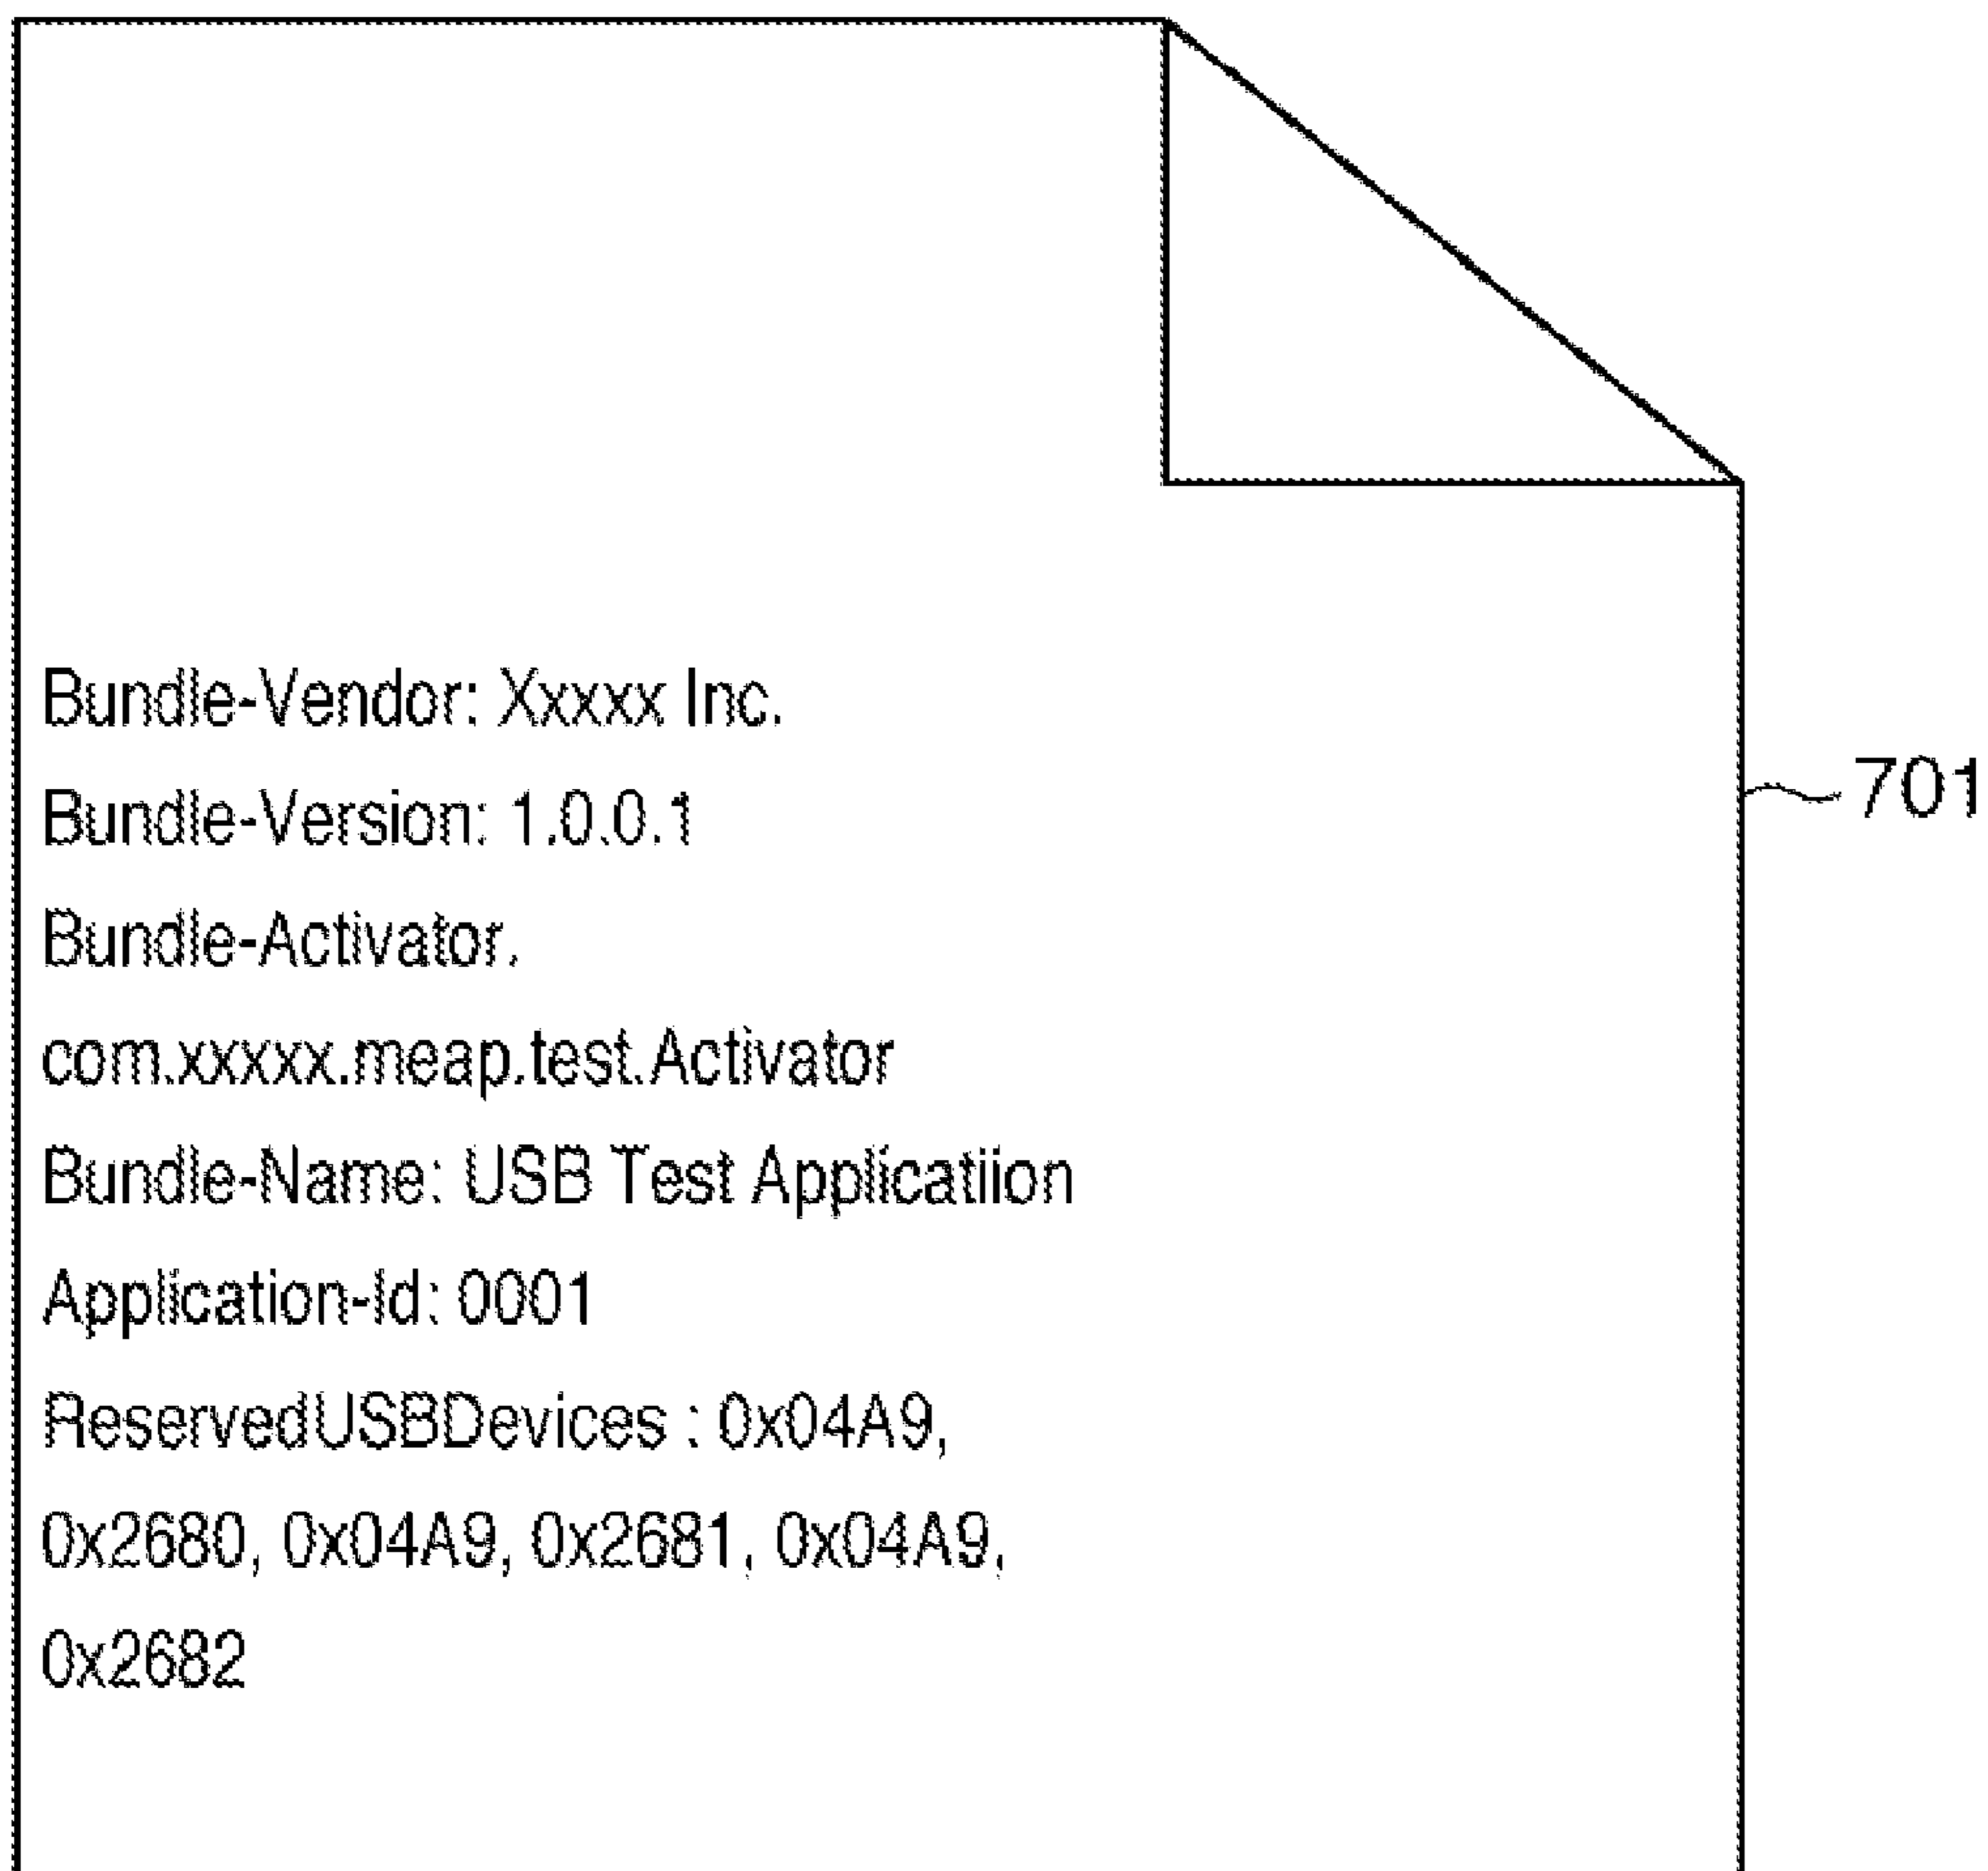 Bundle-Vendor: Xxxxx Inc.
Bundle-Version: 1.0.0.1
701
Bundle-Activator.
com.xxxxx.meap.test.Activator
Bundle-Name: USB Test Applicatiion
Application-Id: 0001
ReservedUSBDevices : 0x04A9,
0x2680, 0x04A9, 0x2681, 0x04A9,
0x2682